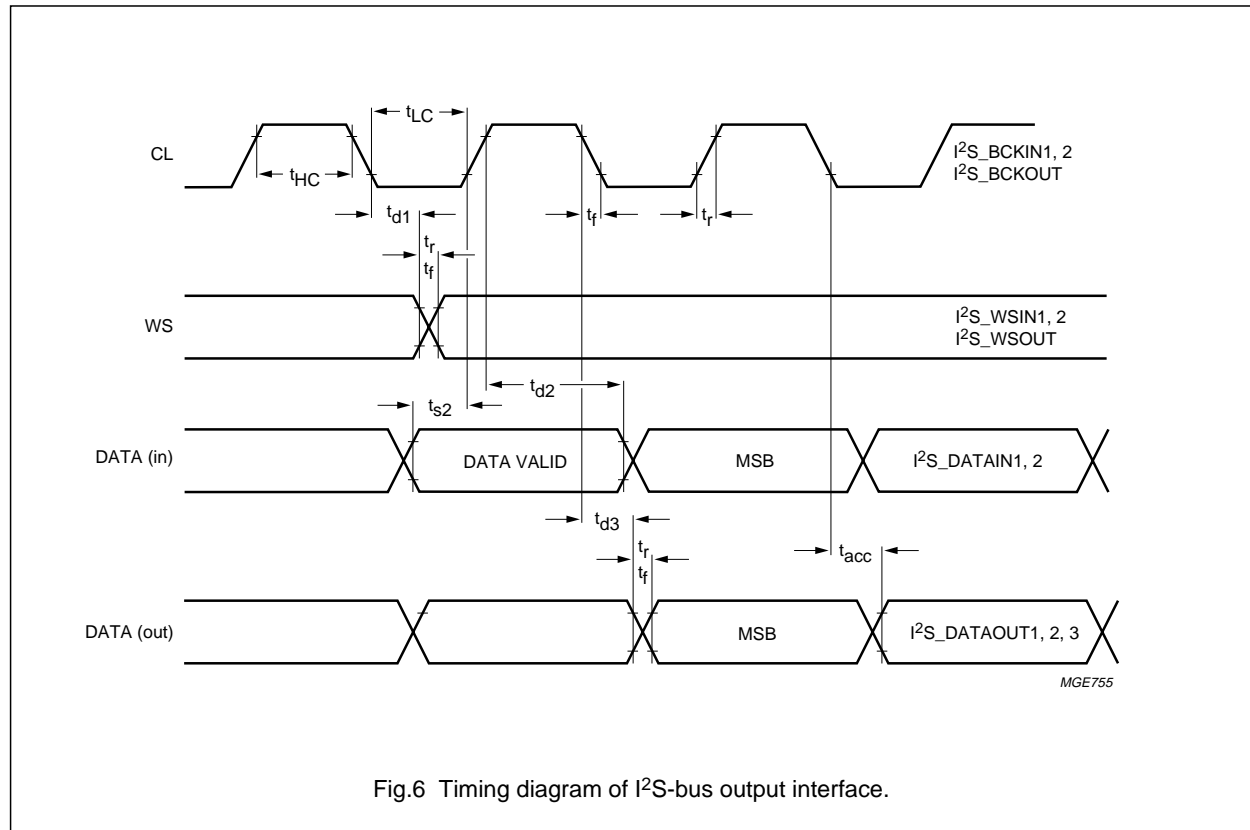 tLC
CL
I²S_BCKIN1, 2
I²S_BCKOUT
tHC
td1
tf
tr
tr
tf
WS
I²S_WSIN1, 2
I²S_WSOUT
td2
ts2
DATA (in)
DATA VALID
MSB
I²S_DATAIN1, 2
td3
tacc
tr
tf
DATA (out)
MSB
I²S_DATAOUT1, 2, 3
MGE755
Fig.6 Timing diagram of I²S-bus output interface.